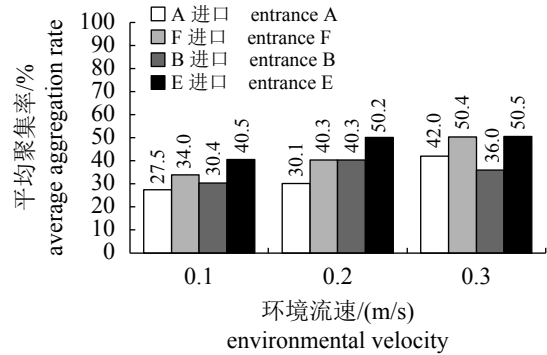 A 进口 entrance A
F 进口 entrance F
B 进口 entrance B
E 进口 entrance E
平均聚集率/%
average aggregation rate
100
90
80
70
60
50
40
30
20
10
0
27.5 34.0 30.4 40.5 30.1 40.3 40.3 50.2 42.0 50.4 36.0 50.5
0.1 0.2 0.3
环境流速/(m/s)
environmental velocity